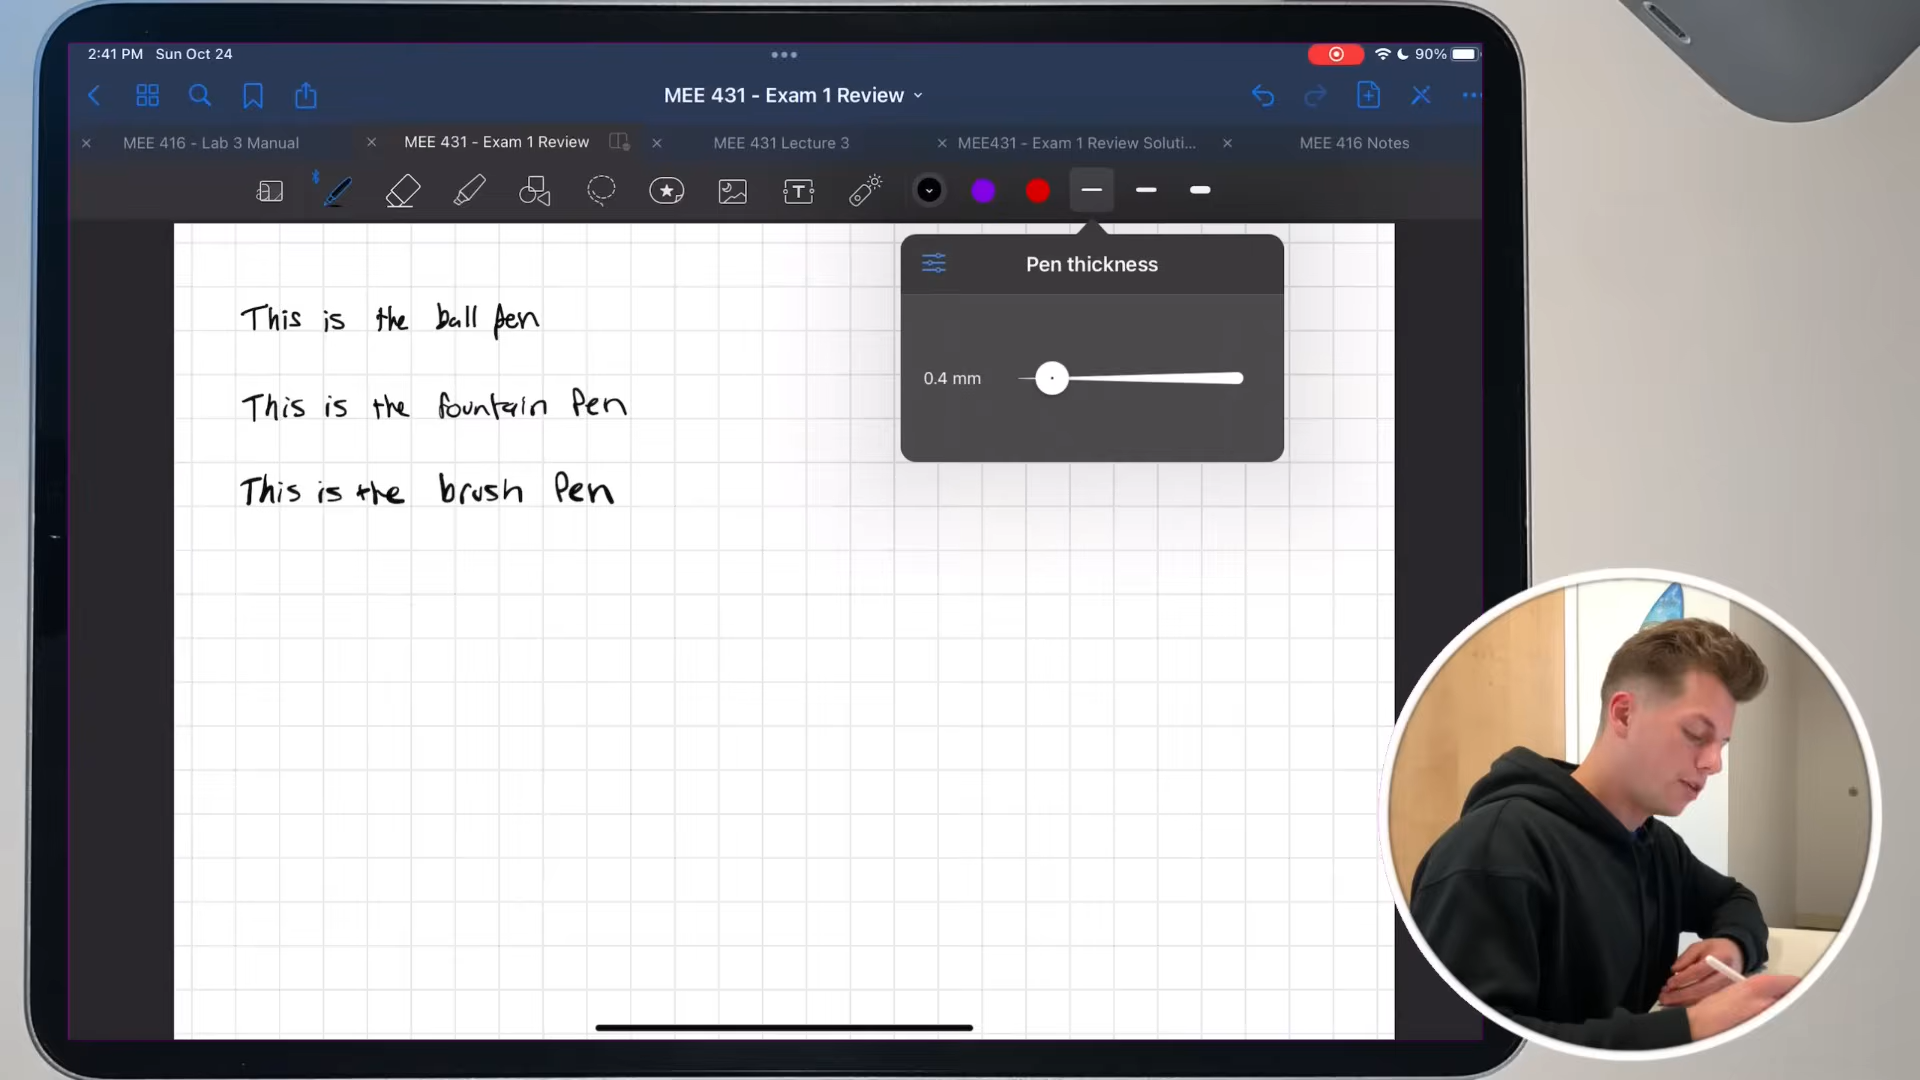 2:41 PM Sun Oct 24
90%
MEE 431 - Exam 1 Review
MEE 416 - Lab 3 Manual
MEE 431 - Exam 1 Review
MEE 431 Lecture 3
MEE431 - Exam 1 Review Soluti...
MEE 416 Notes
T
Pen thickness
0.4 mm
This is the ball pen
This is the fountain Pen
This is the brush Pen